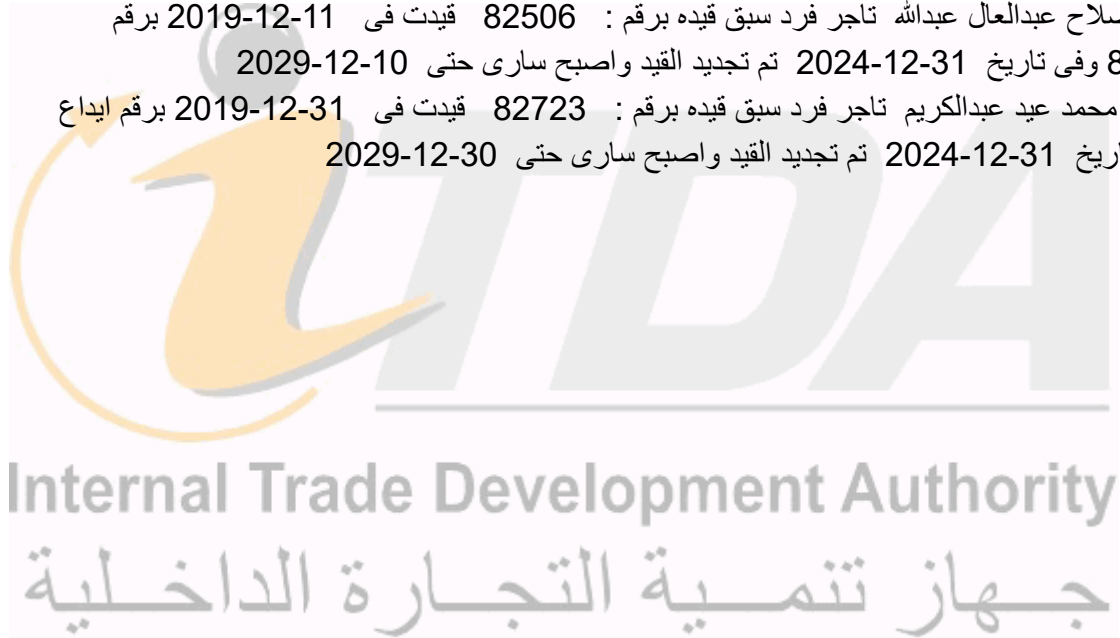 سلاح عبدالعال عبدالله تاجر فرد سبق قيده برقم : 82506 قيدت فى 11-12-2019 برقم
8 وفى تاريخ 31-12-2024 تم تجديد القيد واصبح سارى حتى 10-12-2029
محمد عيد عبدالكريم تاجر فرد سبق قيده برقم : 82723 قيدت فى 31-12-2019 برقم ايداع
اريخ 31-12-2024 تم تجديد القيد واصبح سارى حتى 30-12-2029
iTDA
Internal Trade Development Authority
جهاز تنمية التجارة الداخلية